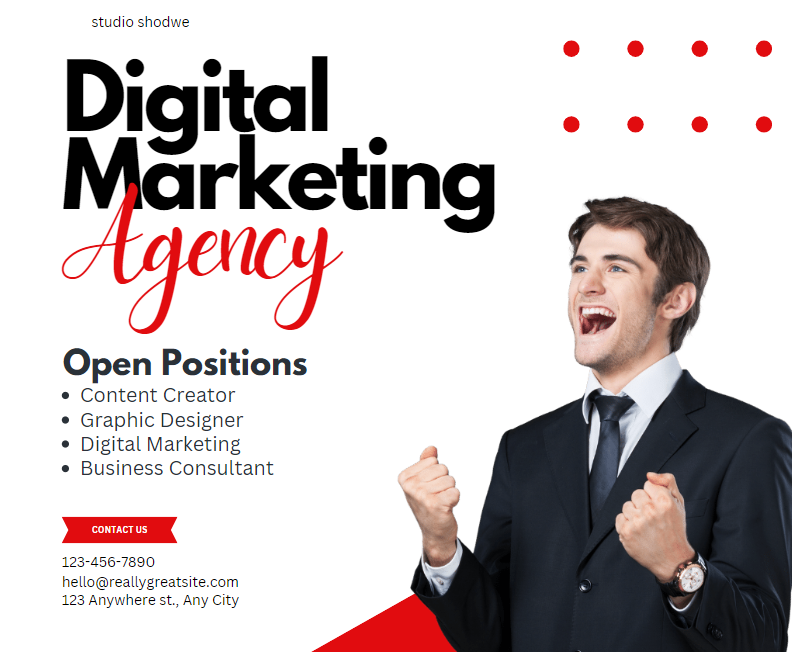 studio shodwe
Digital
Marketing
Agency
Open Positions
• Content Creator
• Graphic Designer
• Digital Marketing
• Business Consultant
CONTACT US
123-456-7890
hello@reallygreatsite.com
123 Anywhere st., Any City